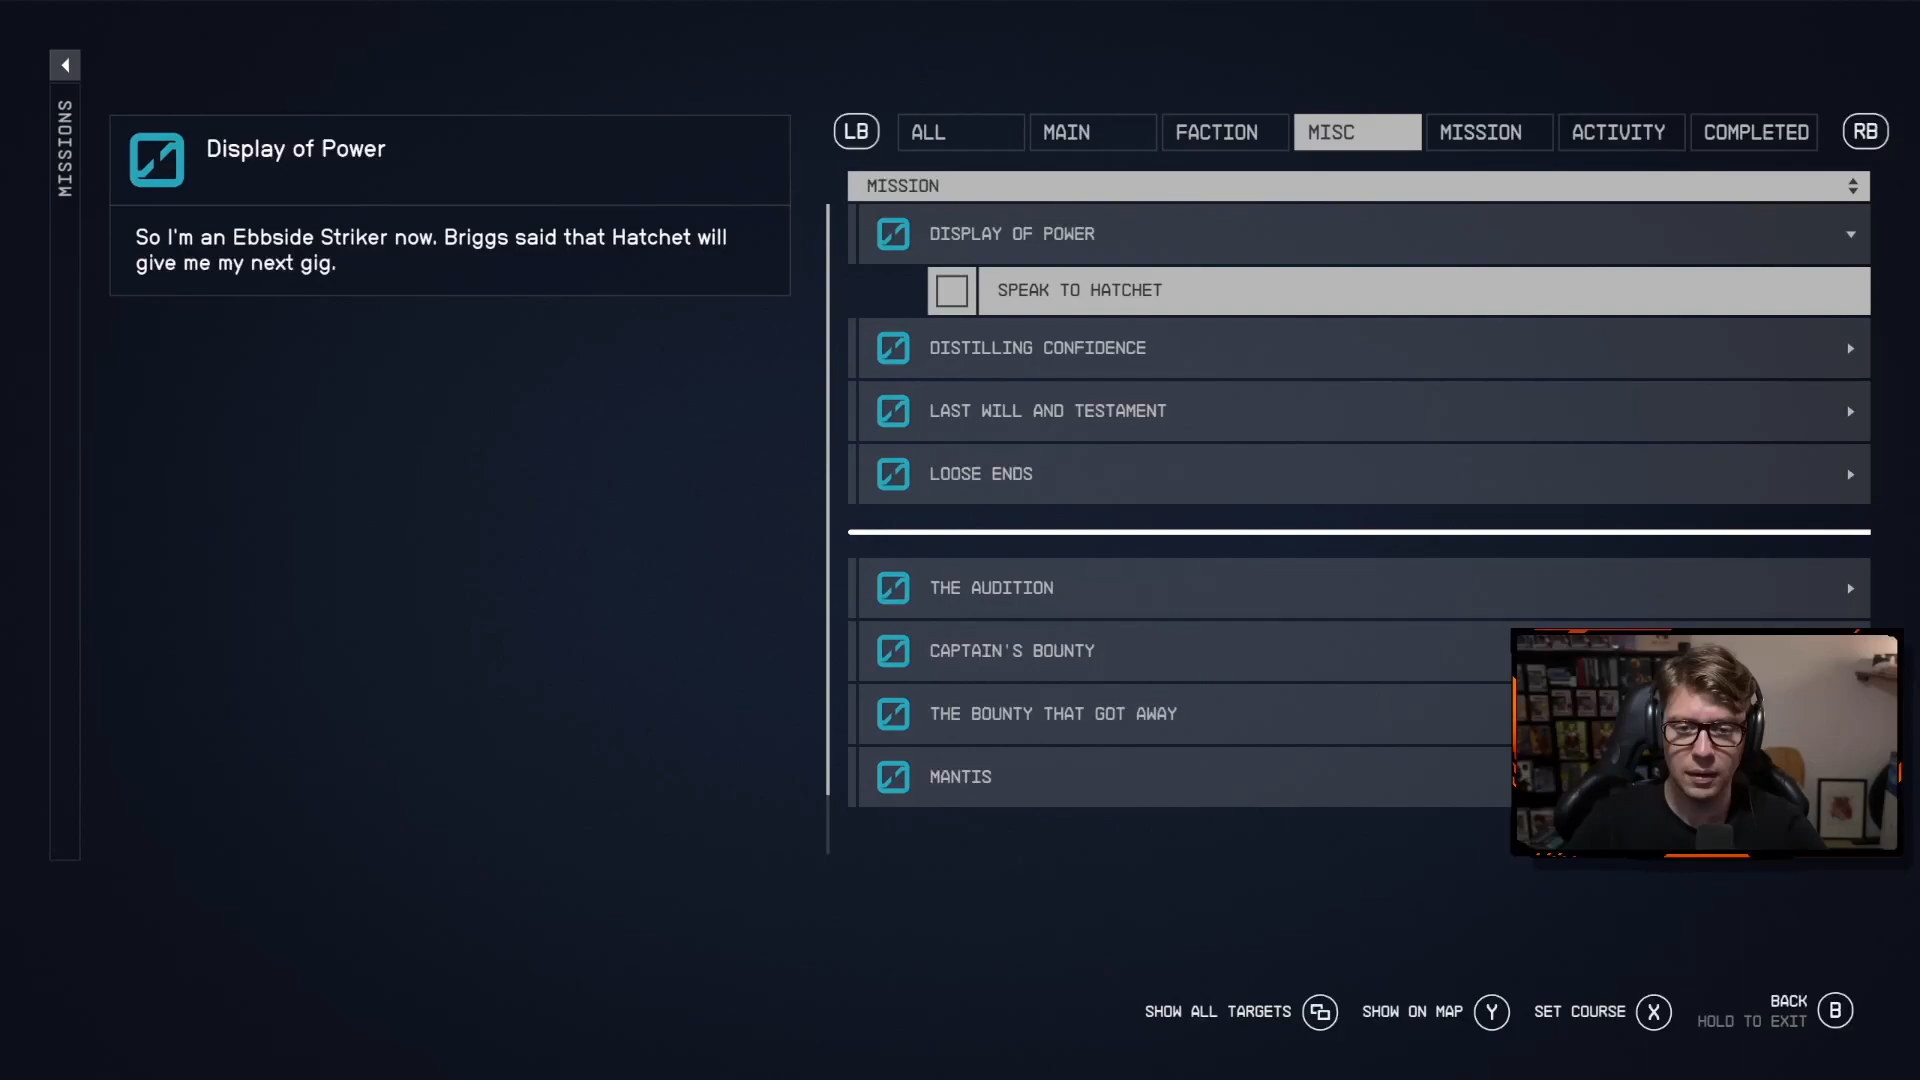 MISSIONS
Display of Power
So I'm an Ebbside Striker now. Briggs said that Hatchet will
give me my next gig.
LB
ALL
MAIN
FACTION
MISC
MISSION
ACTIVITY
COMPLETED
RB
MISSION
DISPLAY OF POWER
SPEAK TO HATCHET
DISTILLING CONFIDENCE
LAST WILL AND TESTAMENT
LOOSE ENDS
THE AUDITION
CAPTAIN'S BOUNTY
THE BOUNTY THAT GOT AWAY
MANTIS
SHOW ALL TARGETS
SHOW ON MAP Y
SET COURSE X
BACK B
HOLD TO EXIT